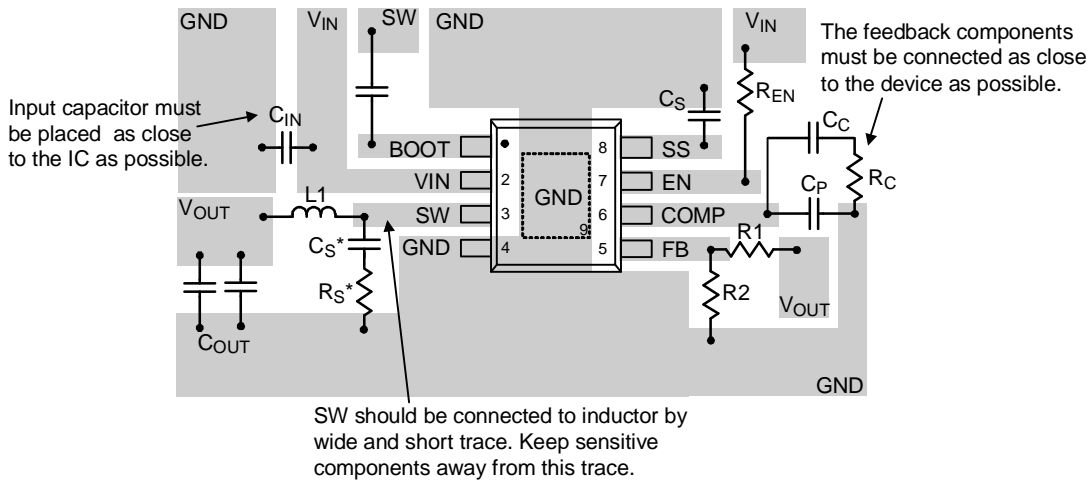 GND
VIN
SW
GND
VIN
The feedback components
must be connected as close
to the device as possible.
Input capacitor must
be placed as close
to the IC as possible.
CIN
CS
REN
CC
RC
CP
BOOT
8
SS
VIN
2
GND
7
EN
VOUT
L1
SW
3
6
COMP
GND
4
9
5
FB
R1
CS*
RS*
R2
VOUT
COUT
GND
SW should be connected to inductor by
wide and short trace. Keep sensitive
components away from this trace.